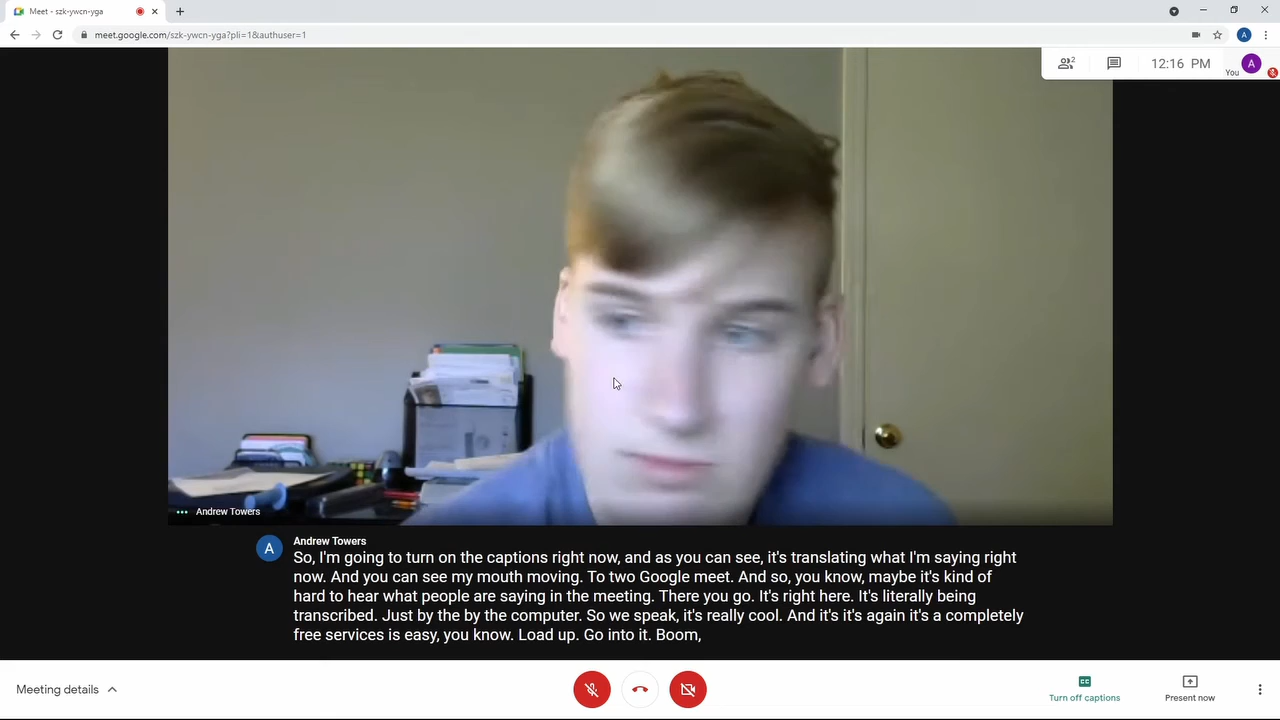 Meet - szk-ywcn-yga
meet.google.com/szk-ywcn-yga?pli=1&authuser=1
A
2
12:16 PM
You
A
Andrew Towers
A
Andrew Towers
So, I'm going to turn on the captions right now, and as you can see, it's translating what I'm saying right
now. And you can see my mouth moving. To two Google meet. And so, you know, maybe it's kind of
hard to hear what people are saying in the meeting. There you go. It's right here. It's literally being
transcribed. Just by the by the computer. So we speak, it's really cool. And it's it's again it's a completely
free services is easy, you know. Load up. Go into it. Boom,
Meeting details
CC
Turn off captions
Present now